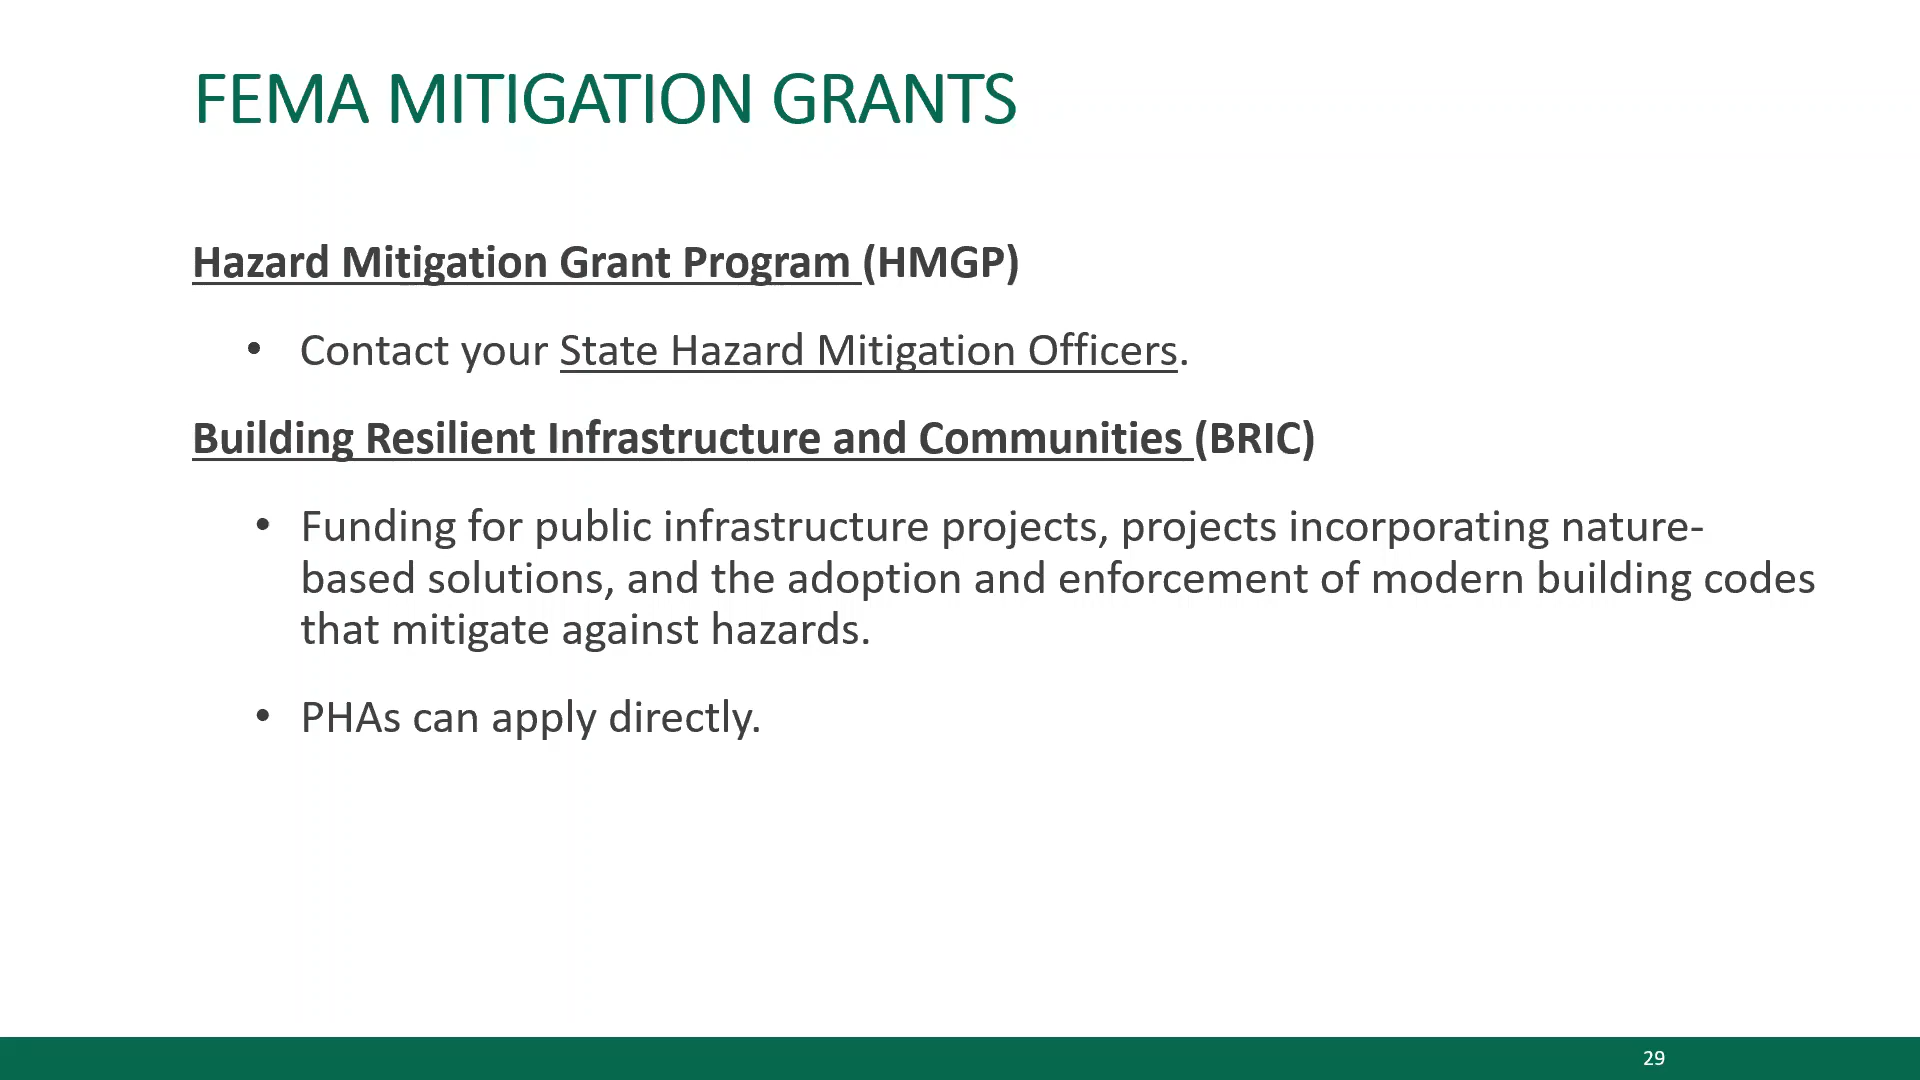 FEMA MITIGATION GRANTS
Hazard Mitigation Grant Program (HMGP)
• Contact your State Hazard Mitigation Officers.
Building Resilient Infrastructure and Communities (BRIC)
• Funding for public infrastructure projects, projects incorporating nature-
based solutions, and the adoption and enforcement of modern building codes
that mitigate against hazards.
• PHAs can apply directly.
29